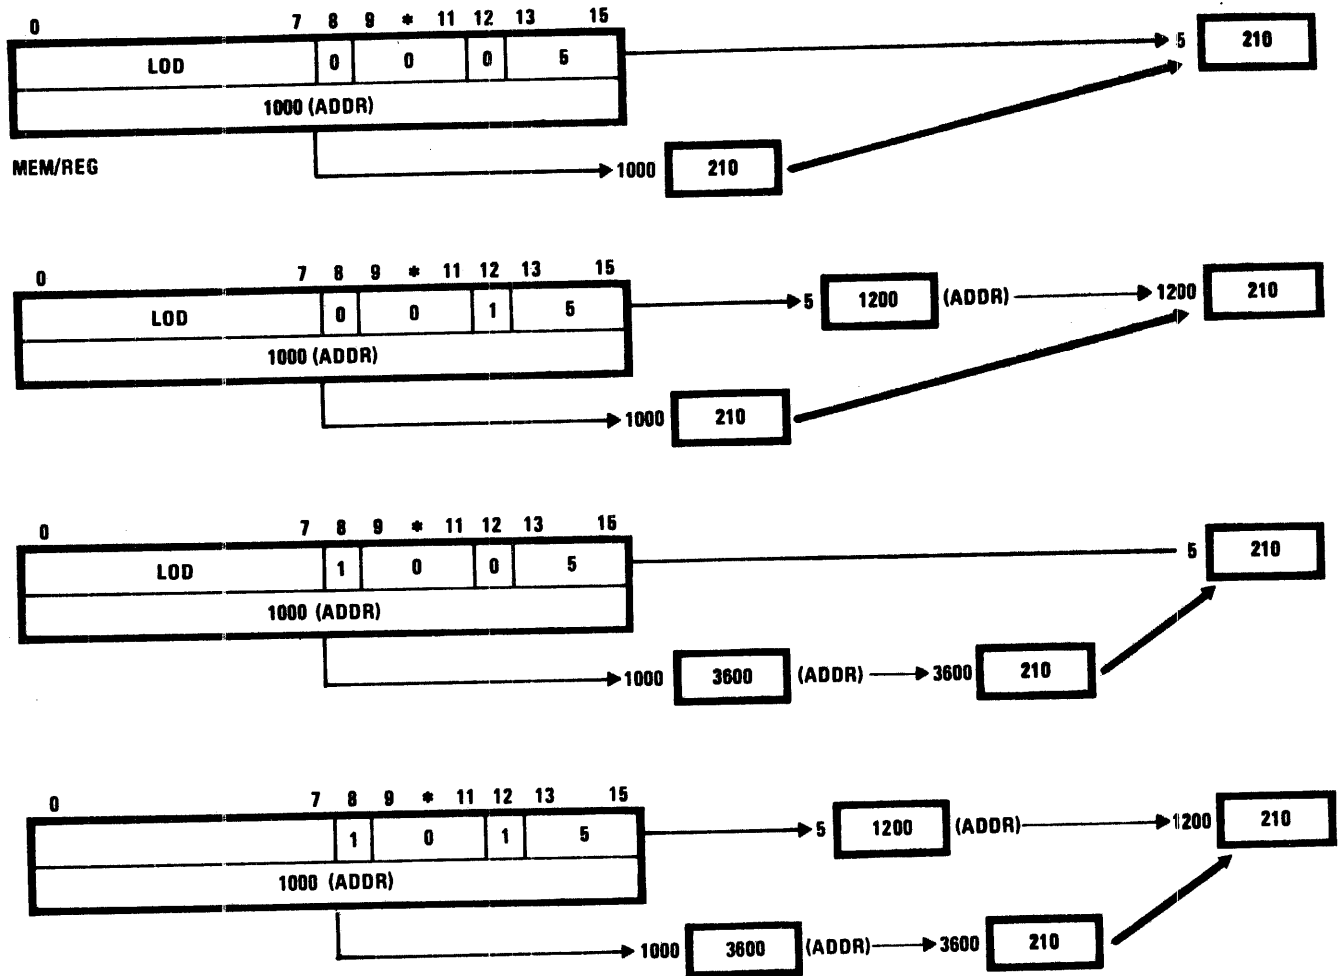 0 7 8 9 * 11 12 13 15
LOD 0 0 0 5 5 210
1000 (ADDR)
MEM/REG
1000 210
0 7 8 9 * 11 12 13 15
LOD 0 0 1 5 5 1200 (ADDR) 1200 210
1000 (ADDR)
1000 210
0 7 8 9 * 11 12 13 15
LOD 1 0 0 5 5 210
1000 (ADDR)
1000 3600 (ADDR) 3600 210
0 7 8 9 * 11 12 13 15
1 0 1 5 5 1200 (ADDR) 1200 210
1000 (ADDR)
1000 3600 (ADDR) 3600 210